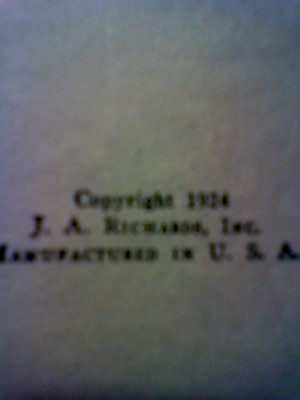 Copyright 1924
J. A. Richards, Inc.
Manufactured in U. S. A.